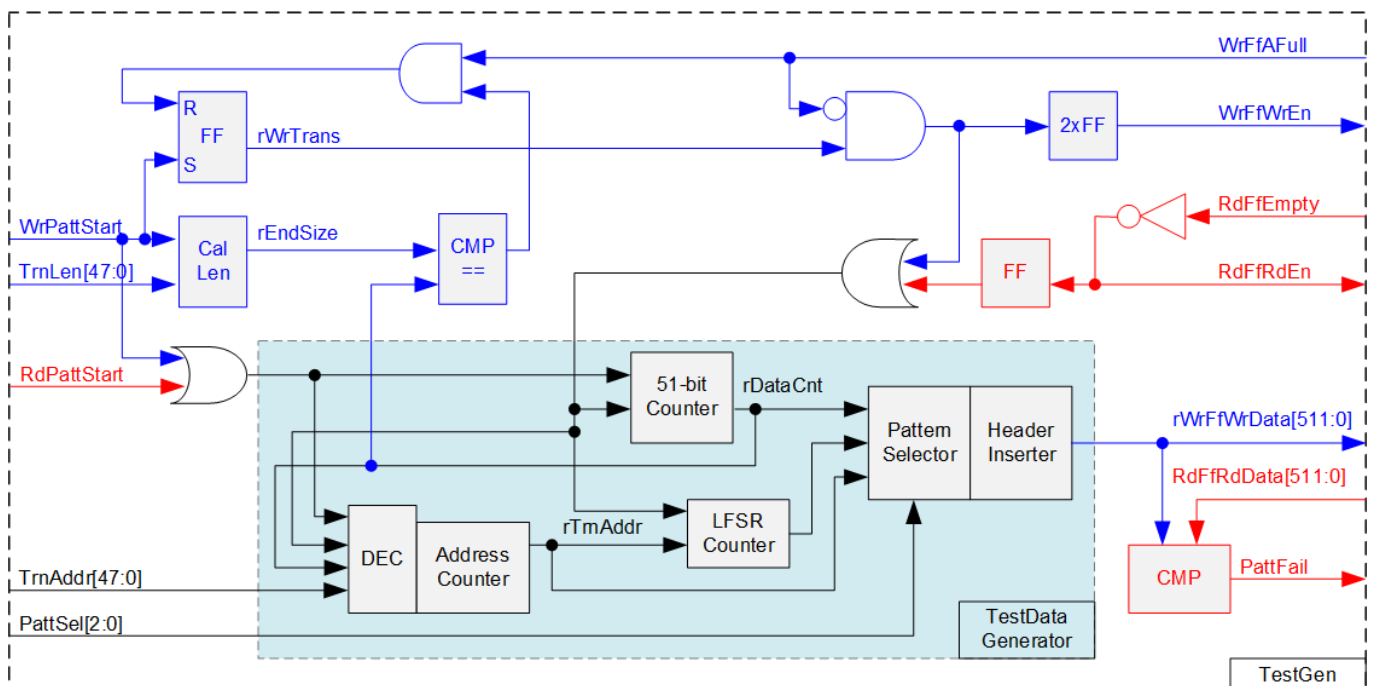 WrFfAFull
R
FF
S
rWrTrans
2xFF
WrFfWrEn
WrPattStart
TrnLen[47:0]
Cal
Len
rEndSize
CMP
==
FF
RdFfEmpty
RdFfRdEn
RdPattStart
51-bit
Counter
rDataCnt
Pattern
Selector
Header
Inserter
rWrFfWrData[511:0]
RdFfRdData[511:0]
DEC
Address
Counter
rTrnAddr
LFSR
Counter
CMP
PattFail
TrnAddr[47:0]
PattSel[2:0]
TestData
Generator
TestGen